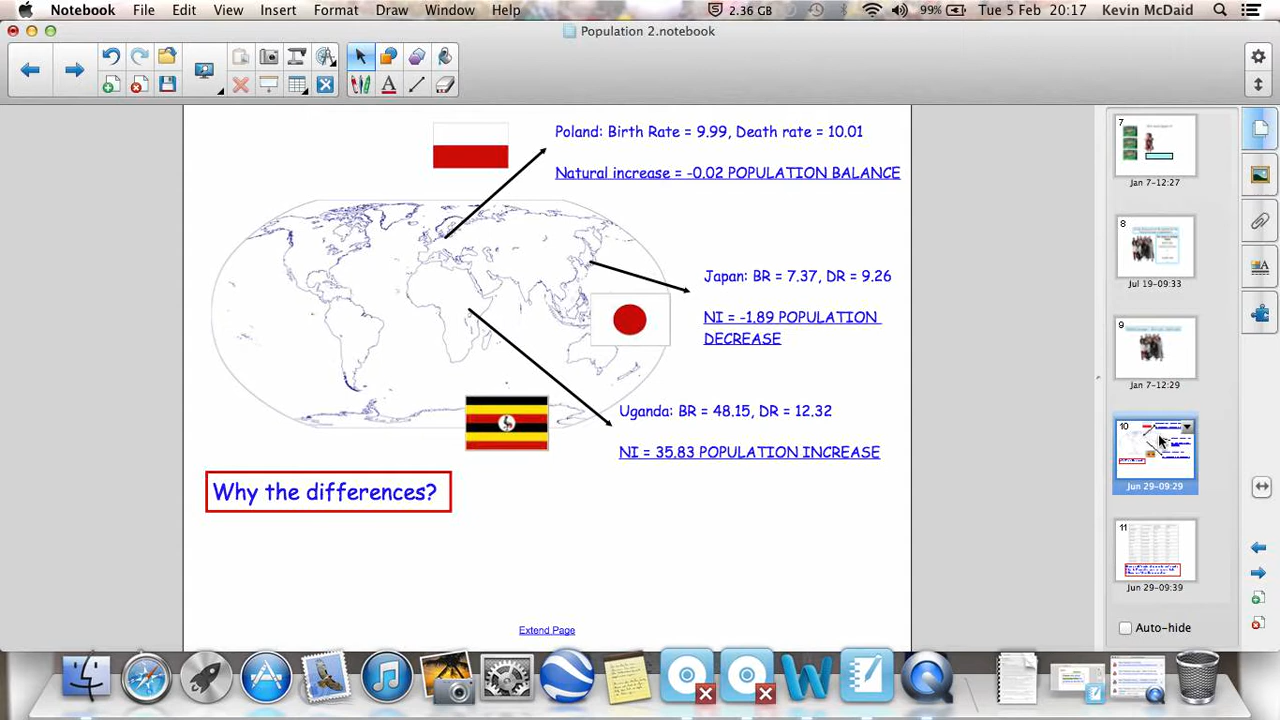 Notebook File Edit View Insert Format Draw Window Help 2.36 GB 99% Tue 5 Feb 20:17 Kevin McDaid
Population 2.notebook
Poland: Birth Rate = 9.99, Death rate = 10.01
Natural increase = -0.02 POPULATION BALANCE
Japan: BR = 7.37, DR = 9.26
NI = -1.89 POPULATION
DECREASE
Uganda: BR = 48.15, DR = 12.32
NI = 35.83 POPULATION INCREASE
Why the differences?
Extend Page
7
Jan 7-12:27
8
Jul 19-09:33
9
Jan 7-12:29
10
Jun 29-09:29
11
Jun 29-09:39
Auto-hide